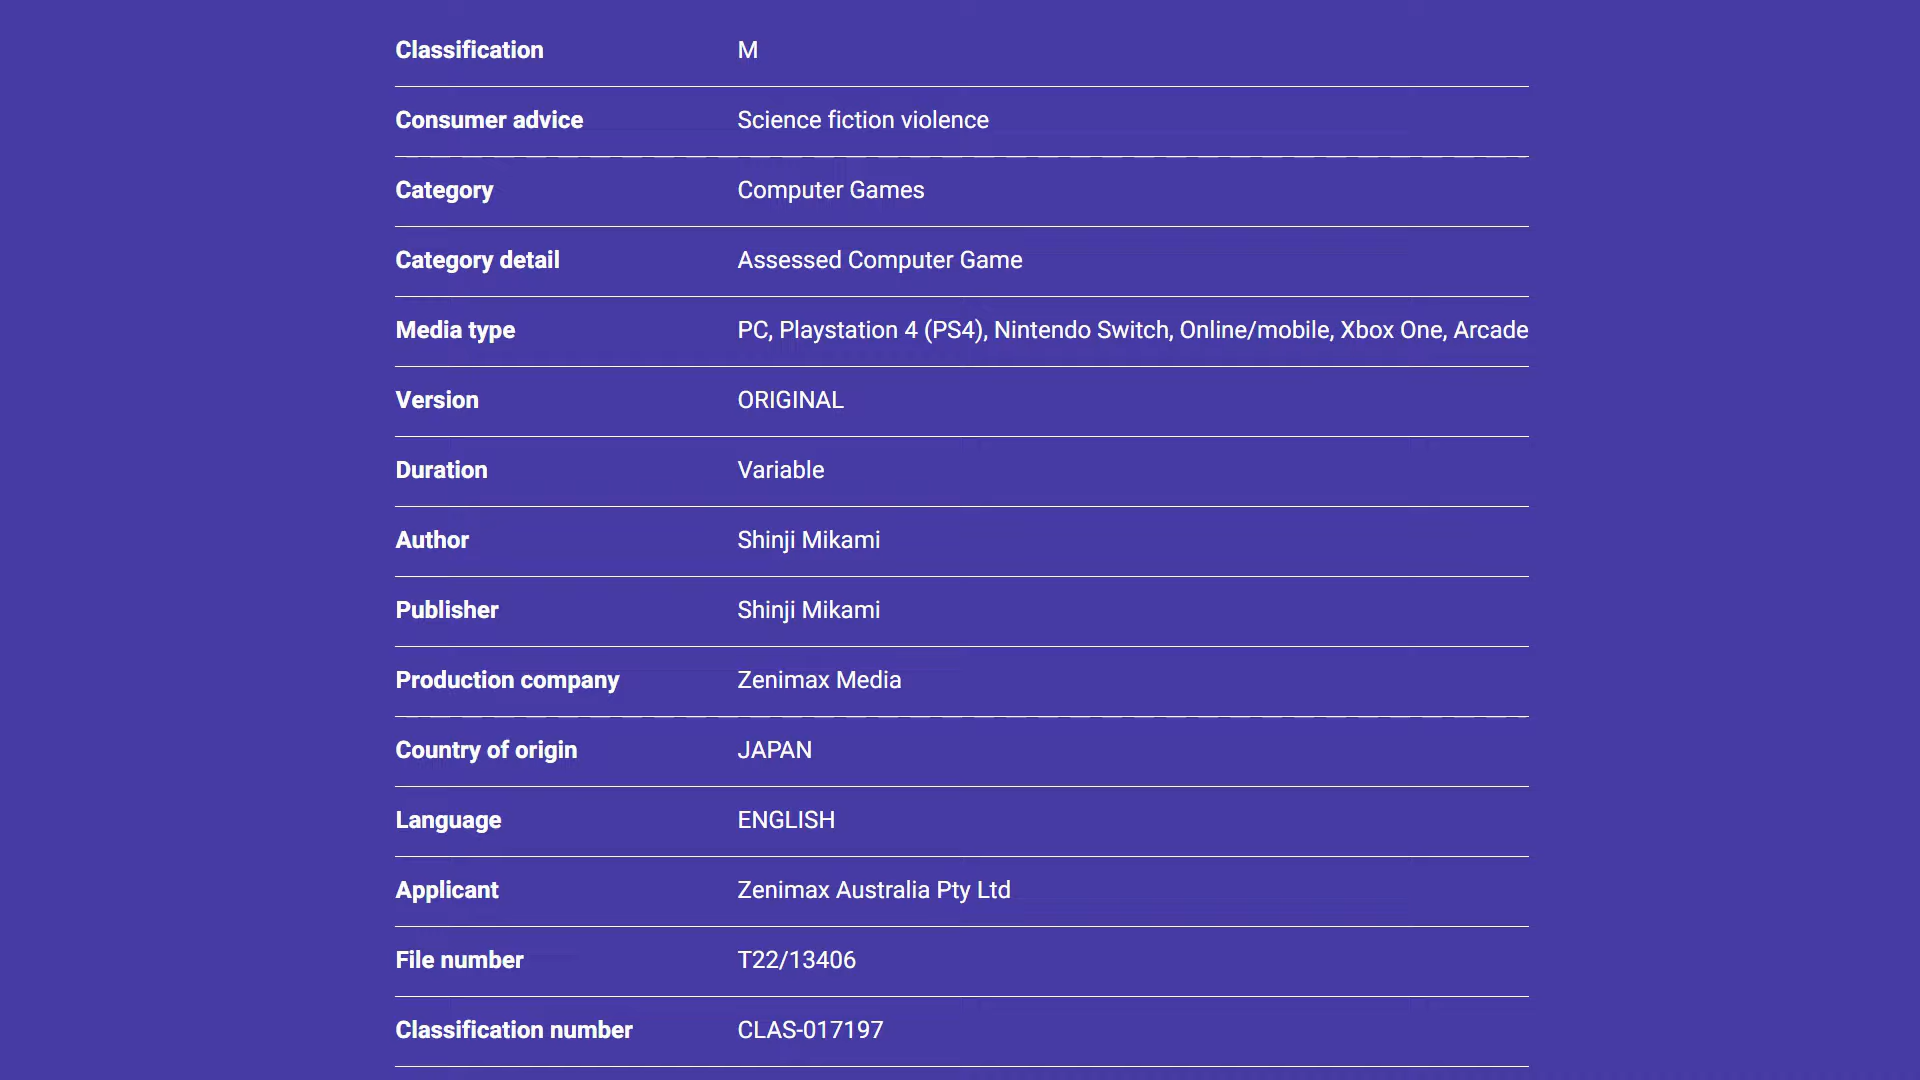 Classification M
Consumer advice Science fiction violence
Category Computer Games
Category detail Assessed Computer Game
Media type PC, Playstation 4 (PS4), Nintendo Switch, Online/mobile, Xbox One, Arcade
Version ORIGINAL
Duration Variable
Author Shinji Mikami
Publisher Shinji Mikami
Production company Zenimax Media
Country of origin JAPAN
Language ENGLISH
Applicant Zenimax Australia Pty Ltd
File number T22/13406
Classification number CLAS-017197